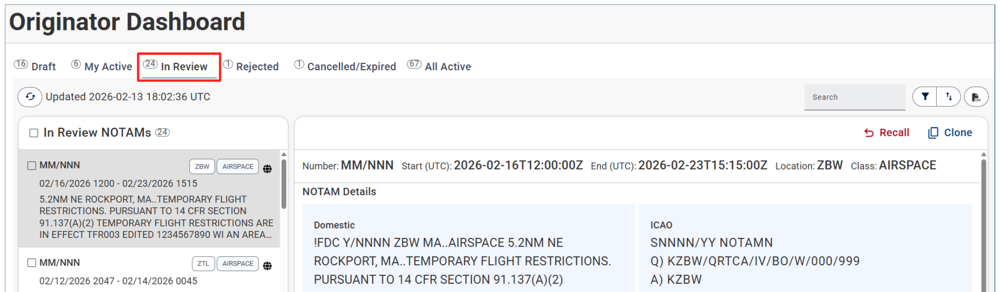 Originator Dashboard
16 Draft 6 My Active 24 In Review 1 Rejected 1 Cancelled/Expired 67 All Active
Updated 2026-02-13 18:02:36 UTC
Search
CSV
In Review NOTAMs 24
Recall Clone
MM/NNN ZBW AIRSPACE
02/16/2026 1200 - 02/23/2026 1515
5.2NM NE ROCKPORT, MA..TEMPORARY FLIGHT
RESTRICTIONS. PURSUANT TO 14 CFR SECTION
91.137(A)(2) TEMPORARY FLIGHT RESTRICTIONS ARE
IN EFFECT TFR003 EDITED 1234567890 WI AN AREA...
MM/NNN ZTL AIRSPACE
02/12/2026 2047 - 02/14/2026 0045
Number: MM/NNN Start (UTC): 2026-02-16T12:00:00Z End (UTC): 2026-02-23T15:15:00Z Location: ZBW Class: AIRSPACE
NOTAM Details
Domestic
!FDC Y/NNNN ZBW MA..AIRSPACE 5.2NM NE
ROCKPORT, MA..TEMPORARY FLIGHT RESTRICTIONS.
PURSUANT TO 14 CFR SECTION 91.137(A)(2)
ICAO
SNNNN/YY NOTAMN
Q) KZBW/QRTCA/IV/BO/W/000/999
A) KZBW